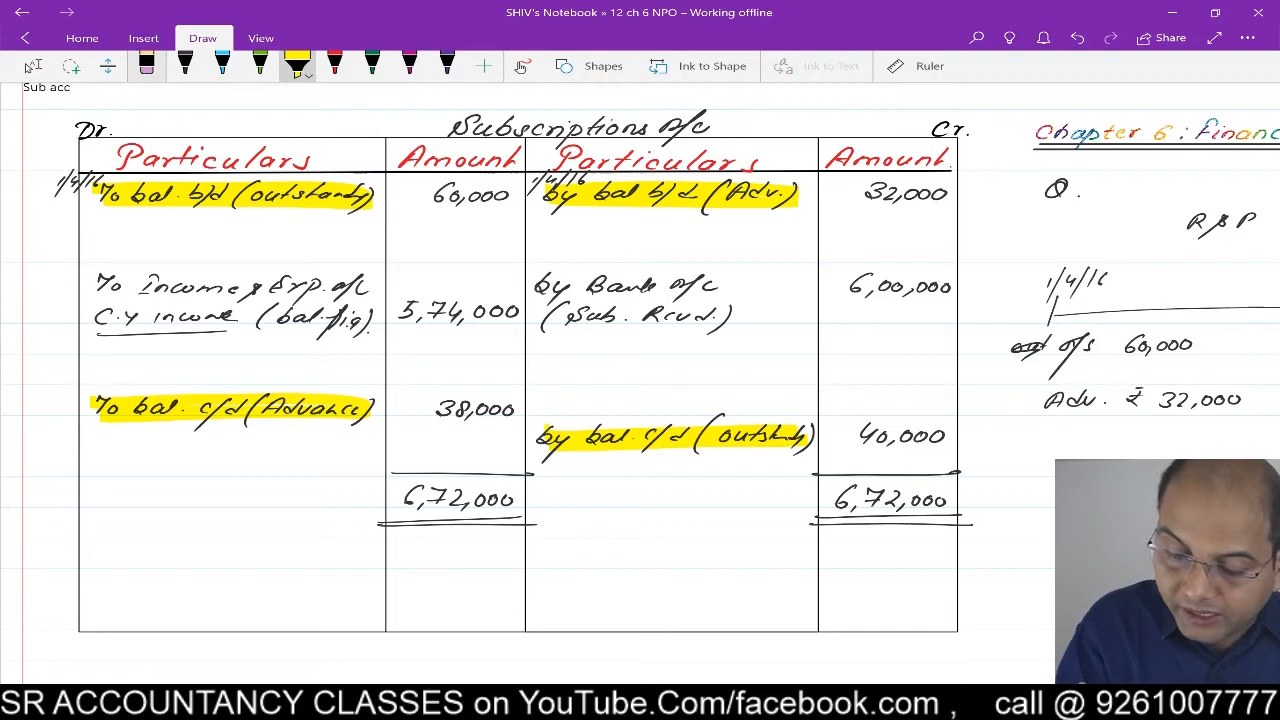 SHIV's Notebook » 12 ch 6 NPO – Working offline
Home Insert Draw View
Share
Shapes Ink to Shape Ink to Text Ruler
Sub acc
Dr. Subscriptions a/c Cr.
Particulars Amount Particulars Amount.
1/4/16 To bal. b/d (outstandg) 60,000 1/4/16 by bal b/d (Adv.) 32,000
To Income & Exp. a/c by Bank a/c 6,00,000
C.Y income (bal. fig). 5,74,000 (Sub. Rcvd.)
To bal. c/d (Advance) 38,000
by bal. c/d (outstandg) 40,000
6,72,000 6,72,000
Chapter 6 : Financ
Q.
R & P
1/4/16
o/s 60,000
Adv. ₹ 32,000
SR ACCOUNTANCY CLASSES on YouTube.Com/facebook.com , call @ 9261007777